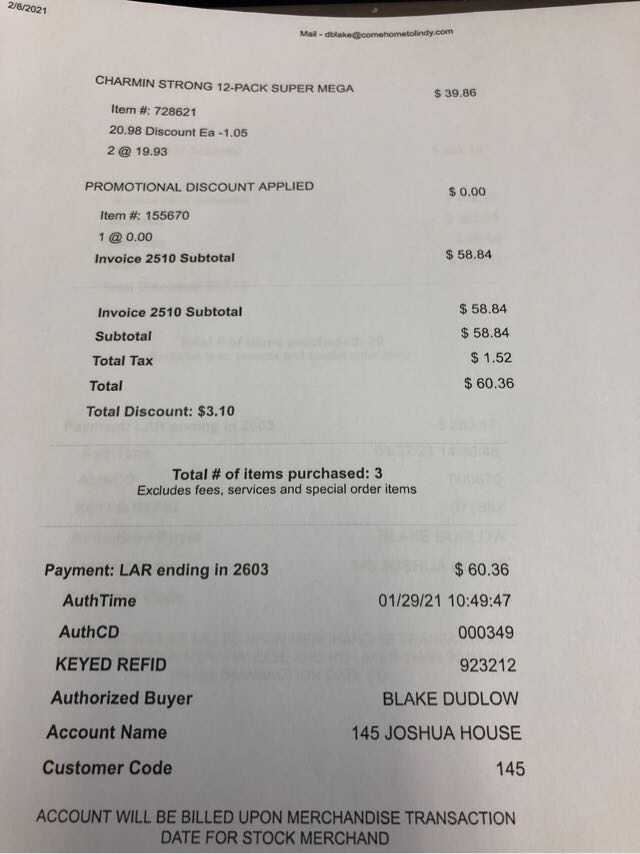 2/8/2021
Mail - dblake@comehometolindy.com
CHARMIN STRONG 12-PACK SUPER MEGA $ 39.86
Item #: 728621
20.98 Discount Ea -1.05
2 @ 19.93
PROMOTIONAL DISCOUNT APPLIED $ 0.00
Item #: 155670
1 @ 0.00
Invoice 2510 Subtotal $ 58.84
Invoice 2510 Subtotal $ 58.84
Subtotal $ 58.84
Total Tax $ 1.52
Total $ 60.36
Total Discount: $3.10
Total # of items purchased: 3
Excludes fees, services and special order items
Payment: LAR ending in 2603 $ 60.36
AuthTime 01/29/21 10:49:47
AuthCD 000349
KEYED REFID 923212
Authorized Buyer BLAKE DUDLOW
Account Name 145 JOSHUA HOUSE
Customer Code 145
ACCOUNT WILL BE BILLED UPON MERCHANDISE TRANSACTION
DATE FOR STOCK MERCHAND